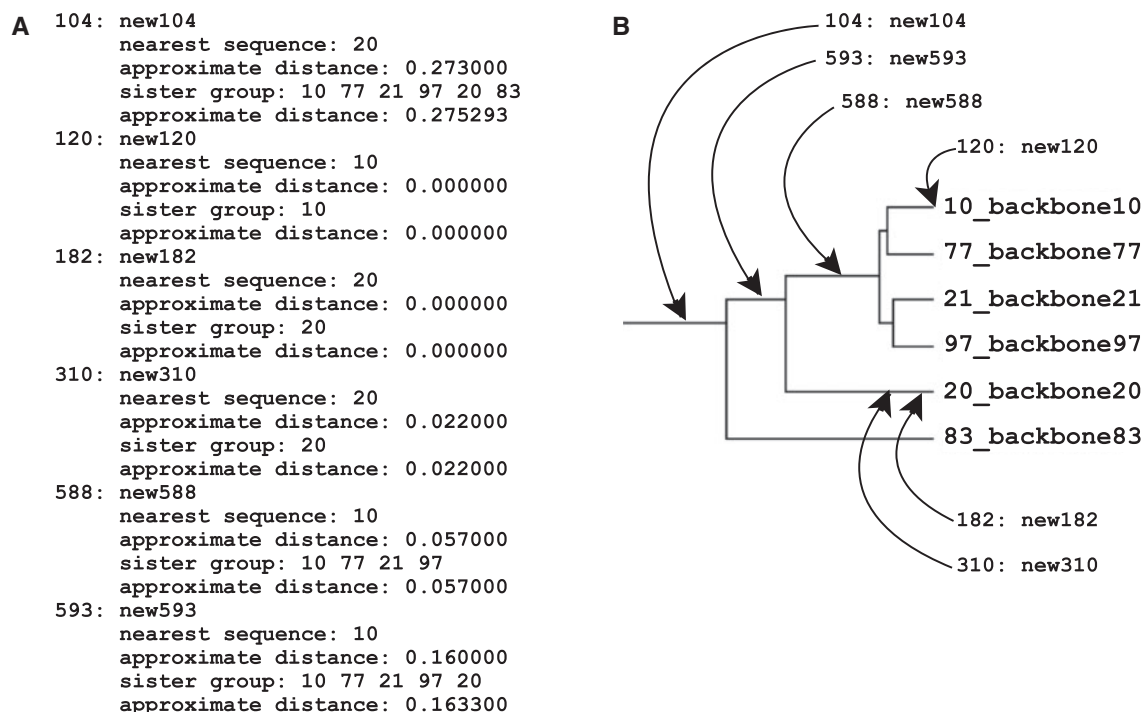 A
104: new104
nearest sequence: 20
approximate distance: 0.273000
sister group: 10 77 21 97 20 83
approximate distance: 0.275293
120: new120
nearest sequence: 10
approximate distance: 0.000000
sister group: 10
approximate distance: 0.000000
182: new182
nearest sequence: 20
approximate distance: 0.000000
sister group: 20
approximate distance: 0.000000
310: new310
nearest sequence: 20
approximate distance: 0.022000
sister group: 20
approximate distance: 0.022000
588: new588
nearest sequence: 10
approximate distance: 0.057000
sister group: 10 77 21 97
approximate distance: 0.057000
593: new593
nearest sequence: 10
approximate distance: 0.160000
sister group: 10 77 21 97 20
approximate distance: 0.163300
B
104: new104
593: new593
588: new588
120: new120
10_backbone10
77_backbone77
21_backbone21
97_backbone97
20_backbone20
83_backbone83
182: new182
310: new310